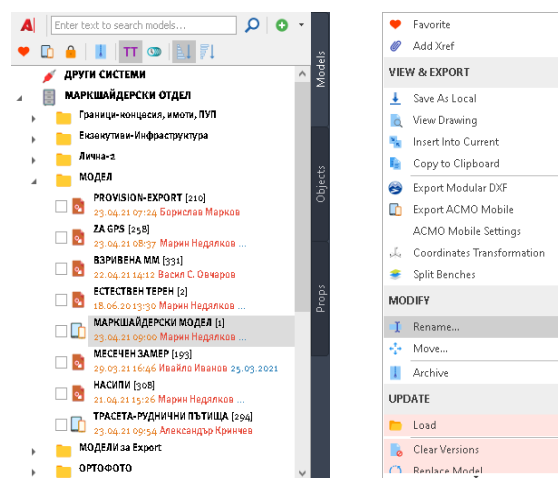 Enter text to search models...
TT
ДРУГИ СИСТЕМИ
МАРКШАЙДЕРСКИ ОТДЕЛ
Граници-концесия, имоти, ПУП
Екзекутиви-Инфраструктура
Лична-2
МОДЕЛ
PROVISION-EXPORT [210]
23.04.21 07:24 Борислав Марков
ZA GPS [258]
23.04.21 08:37 Марин Недялков ...
ВЗРИВЕНА ММ [331]
22.04.21 14:12 Васил С. Овчаров
ЕСТЕСТВЕН ТЕРЕН [2]
18.06.20 13:30 Марин Недялков ...
МАРКШАЙДЕРСКИ МОДЕЛ [1]
23.04.21 09:00 Марин Недялков ...
МЕСЕЧЕН ЗАМЕР [193]
29.03.21 16:46 Ивайло Иванов 25.03.2021
НАСИПИ [308]
21.04.21 15:26 Марин Недялков ...
ТРАСЕТА-РУДНИЧНИ ПЪТИЩА [294]
23.04.21 09:54 Александър Кринчев
МОДЕЛИ за Export
ОРТОФОТО
Models
Objects
Props
Favorite
Add Xref
VIEW & EXPORT
Save As Local
View Drawing
Insert Into Current
Copy to Clipboard
Export Modular DXF
Export ACMO Mobile
ACMO Mobile Settings
Coordinates Transformation
Split Benches
MODIFY
Rename...
Move...
Archive
UPDATE
Load
Clear Versions
Replace Model